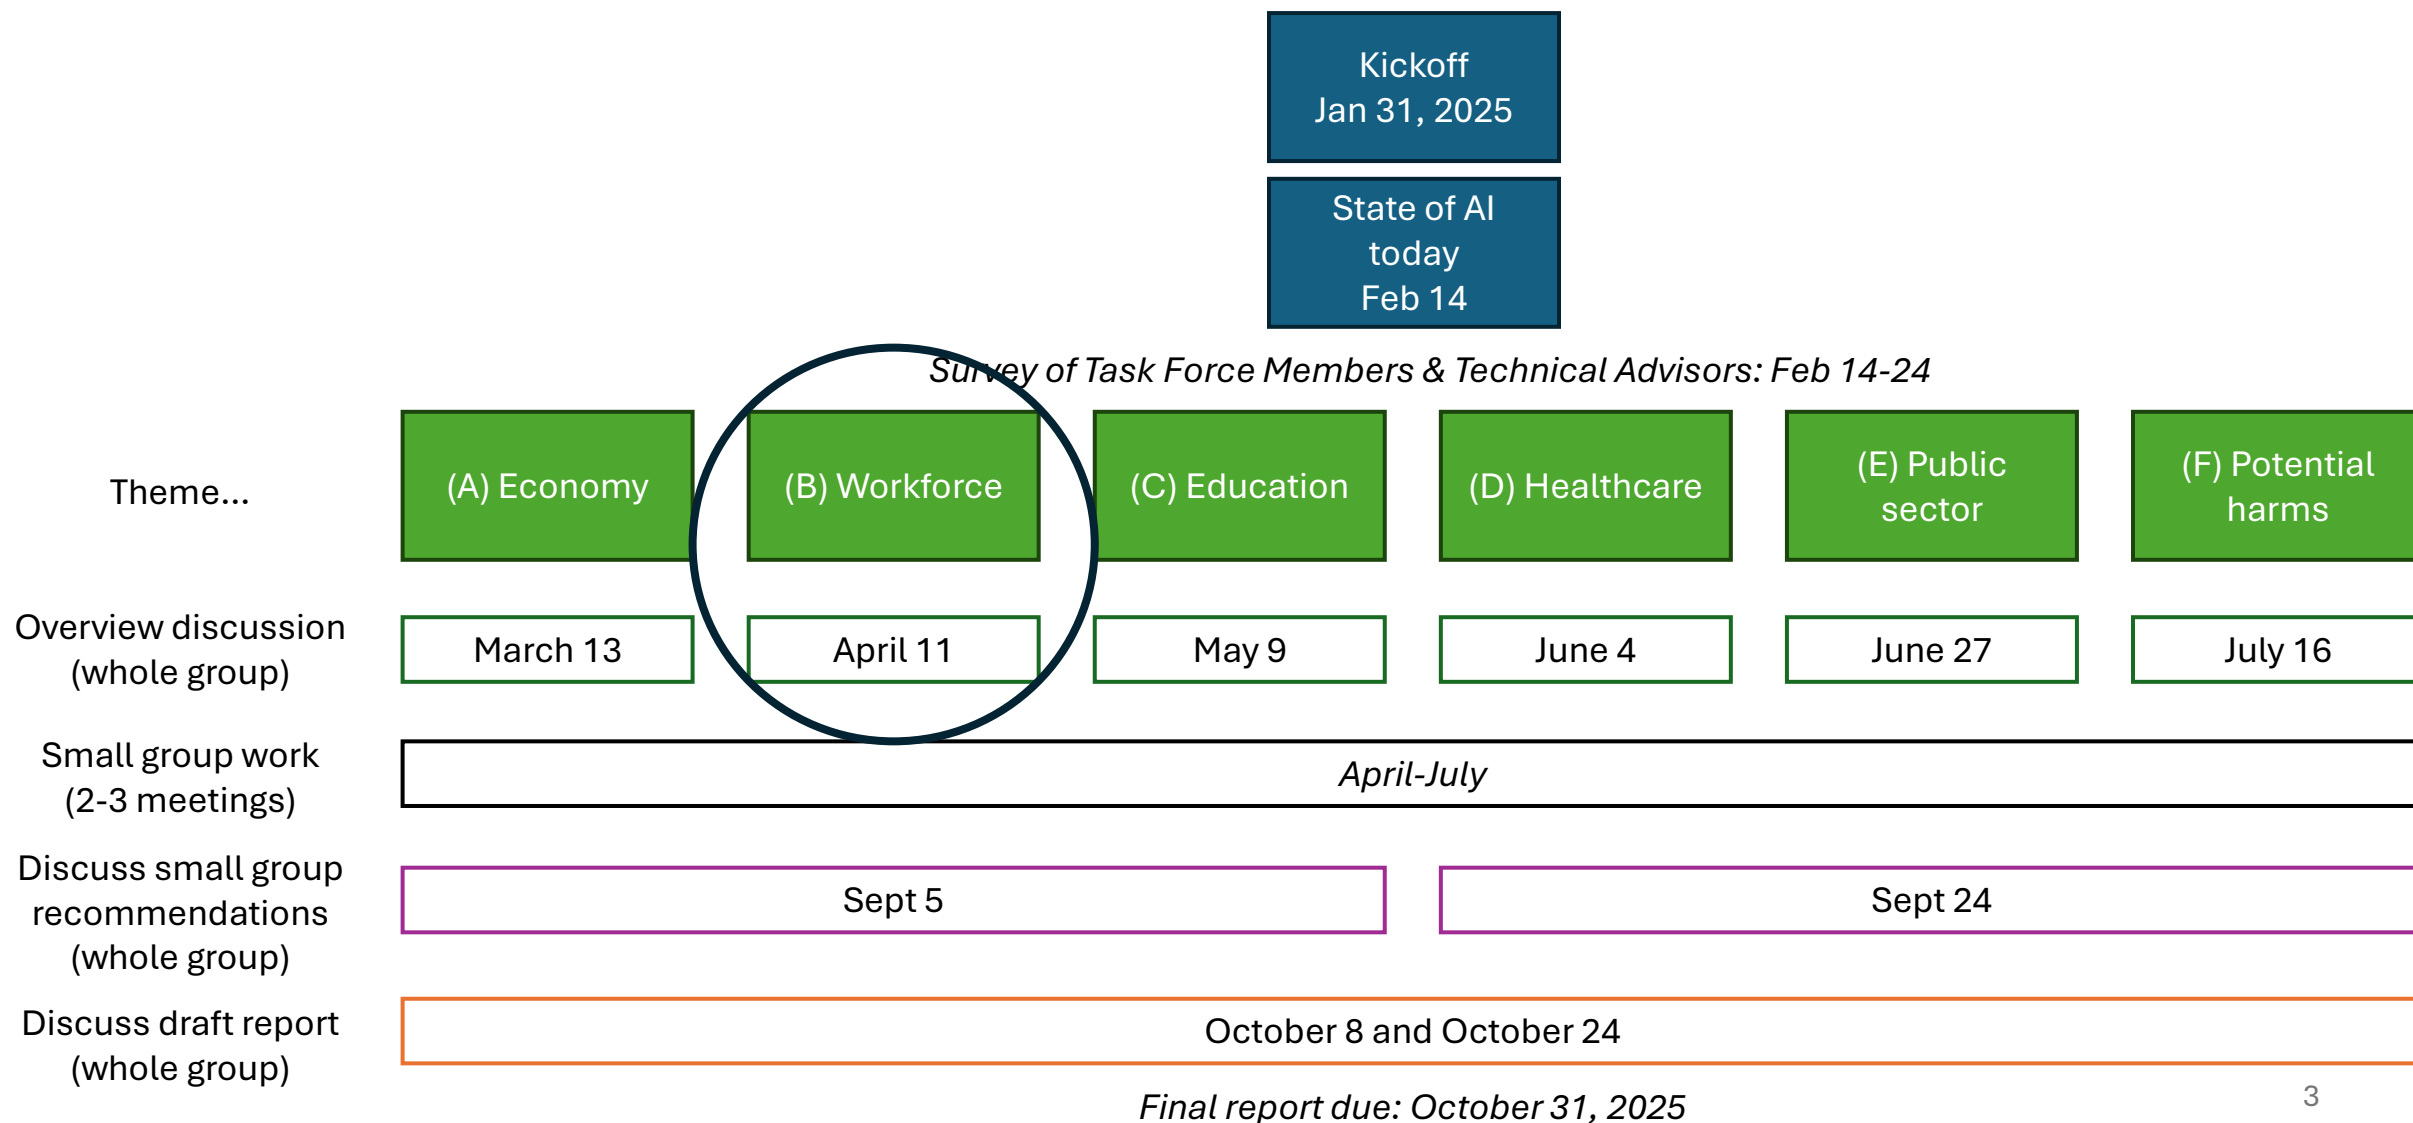 Kickoff
Jan 31, 2025
State of AI
today
Feb 14
Survey of Task Force Members & Technical Advisors: Feb 14-24
Theme...
(A) Economy
(B) Workforce
(C) Education
(D) Healthcare
(E) Public
sector
(F) Potential
harms
Overview discussion
(whole group)
March 13
April 11
May 9
June 4
June 27
July 16
Small group work
(2-3 meetings)
April-July
Discuss small group
recommendations
(whole group)
Sept 5
Sept 24
Discuss draft report
(whole group)
October 8 and October 24
Final report due: October 31, 2025
3